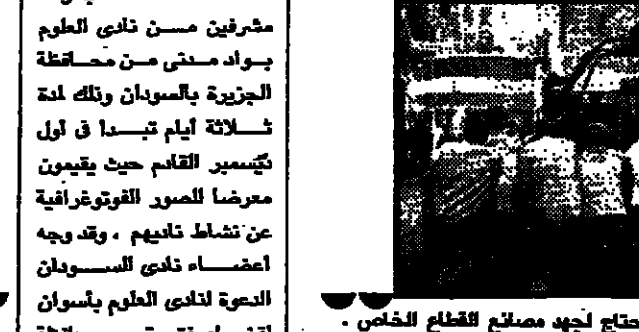 مشرفين مسن نادى العلوم
بواد مدنى من محافظة
الجزيرة بالسودان وذلك لمدة
ثلاثة أيام تبدأ فى أول
ديسمبر القادم حيث يقيمون
معرضا للصور الفوتوغرافية
عن نشاط ناديهم ، وقد وجه
أعضاء نادى السودان
الدعوة لنادى العلوم بأسوان
لجهد مصانع القطاع الخاص .